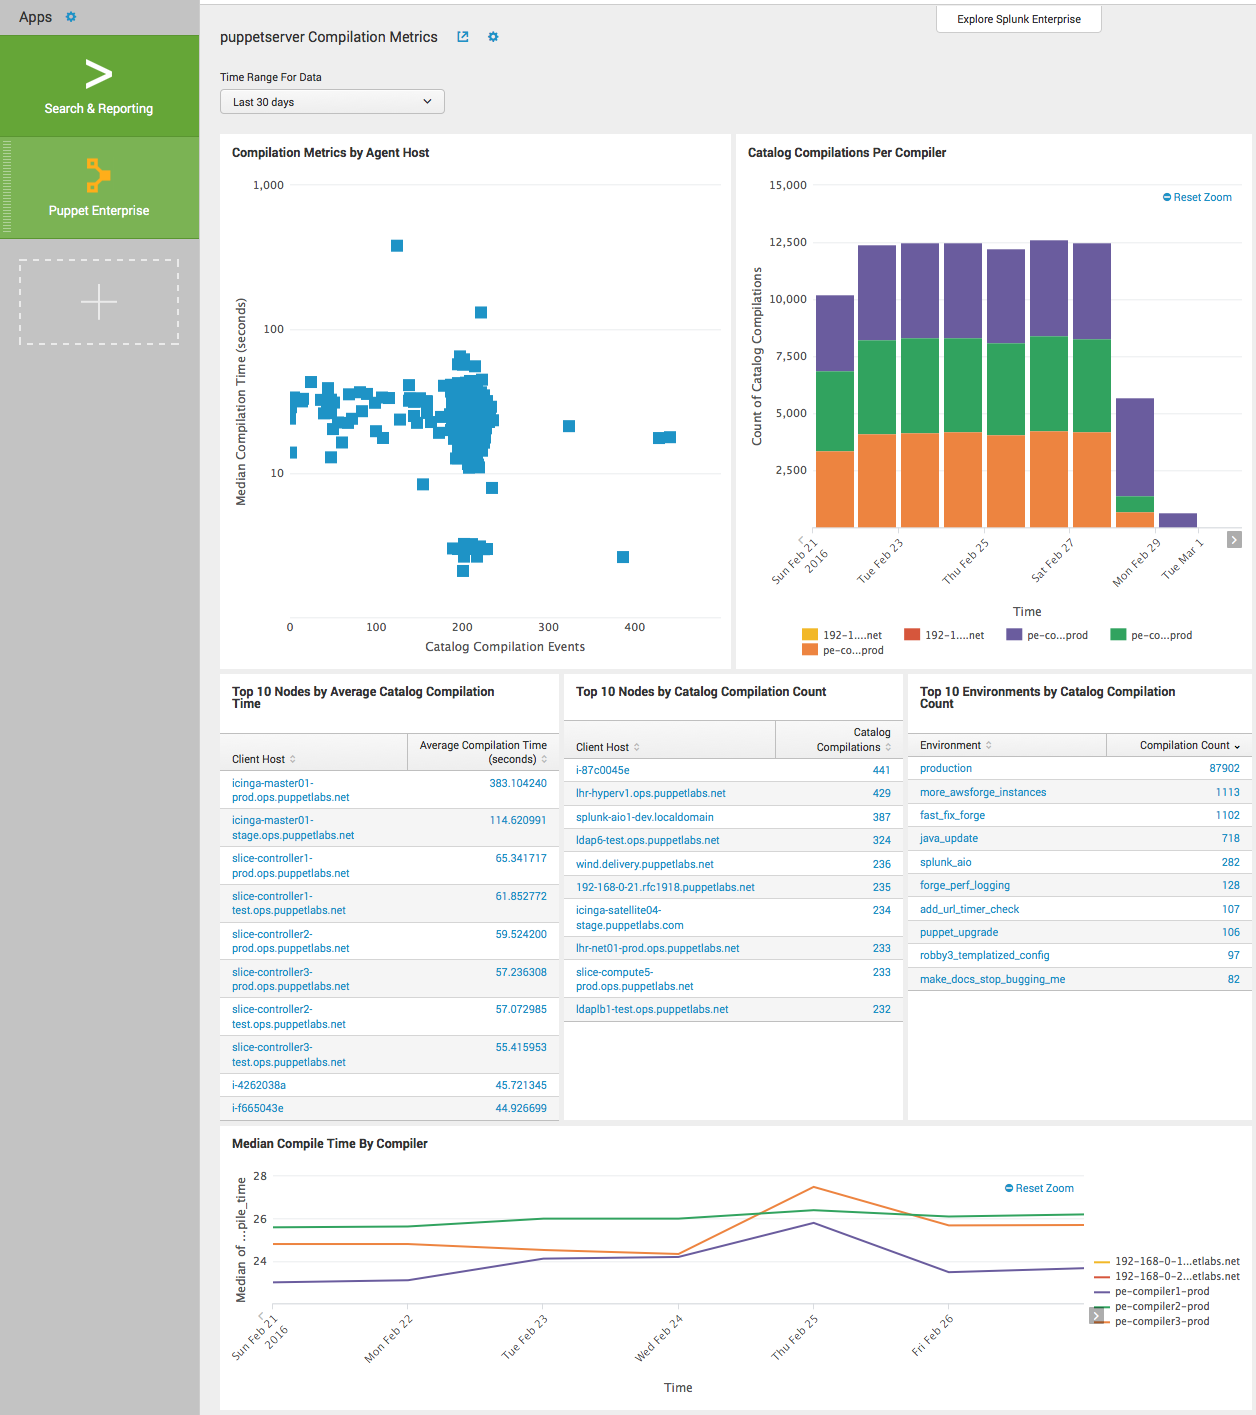 Apps
Search & Reporting
Puppet Enterprise
Explore Splunk Enterprise
puppetserver Compilation Metrics
Time Range For Data
Last 30 days
Compilation Metrics by Agent Host
1,000
100
10
Median Compilation Time (seconds)
0 100 200 300 400
Catalog Compilation Events
Catalog Compilations Per Compiler
Reset Zoom
15,000
12,500
10,000
7,500
5,000
2,500
Count of Catalog Compilations
Sun Feb 21
2016
Tue Feb 23
Thu Feb 25
Sat Feb 27
Mon Feb 29
Tue Mar 1
Time
192-1....net 192-1....net pe-co...prod pe-co...prod
pe-co...prod
Top 10 Nodes by Average Catalog Compilation
Time
Client Host Average Compilation Time
(seconds)
icinga-master01-
prod.ops.puppetlabs.net 383.104240
icinga-master01-
stage.ops.puppetlabs.net 114.620991
slice-controller1-
prod.ops.puppetlabs.net 65.341717
slice-controller1-
test.ops.puppetlabs.net 61.852772
slice-controller2-
prod.ops.puppetlabs.net 59.524200
slice-controller3-
prod.ops.puppetlabs.net 57.236308
slice-controller2-
test.ops.puppetlabs.net 57.072985
slice-controller3-
test.ops.puppetlabs.net 55.415953
i-4262038a 45.721345
i-f665043e 44.926699
Top 10 Nodes by Catalog Compilation Count
Client Host Catalog
Compilations
i-87c0045e 441
lhr-hyperv1.ops.puppetlabs.net 429
splunk-aio1-dev.localdomain 387
ldap6-test.ops.puppetlabs.net 324
wind.delivery.puppetlabs.net 236
192-168-0-21.rfc1918.puppetlabs.net 235
icinga-satellite04-
stage.puppetlabs.com 234
lhr-net01-prod.ops.puppetlabs.net 233
slice-compute5-
prod.ops.puppetlabs.net 233
ldaplb1-test.ops.puppetlabs.net 232
Top 10 Environments by Catalog Compilation
Count
Environment Compilation Count
production 87902
more_awsforge_instances 1113
fast_fix_forge 1102
java_update 718
splunk_aio 282
forge_perf_logging 128
add_url_timer_check 107
puppet_upgrade 106
robby3_templatized_config 97
make_docs_stop_bugging_me 82
Median Compile Time By Compiler
Reset Zoom
28
26
24
Median of ...pile_time
Sun Feb 21
2016
Mon Feb 22
Tue Feb 23
Wed Feb 24
Thu Feb 25
Fri Feb 26
Time
192-168-0-1...etlabs.net
192-168-0-2...etlabs.net
pe-compiler1-prod
pe-compiler2-prod
pe-compiler3-prod